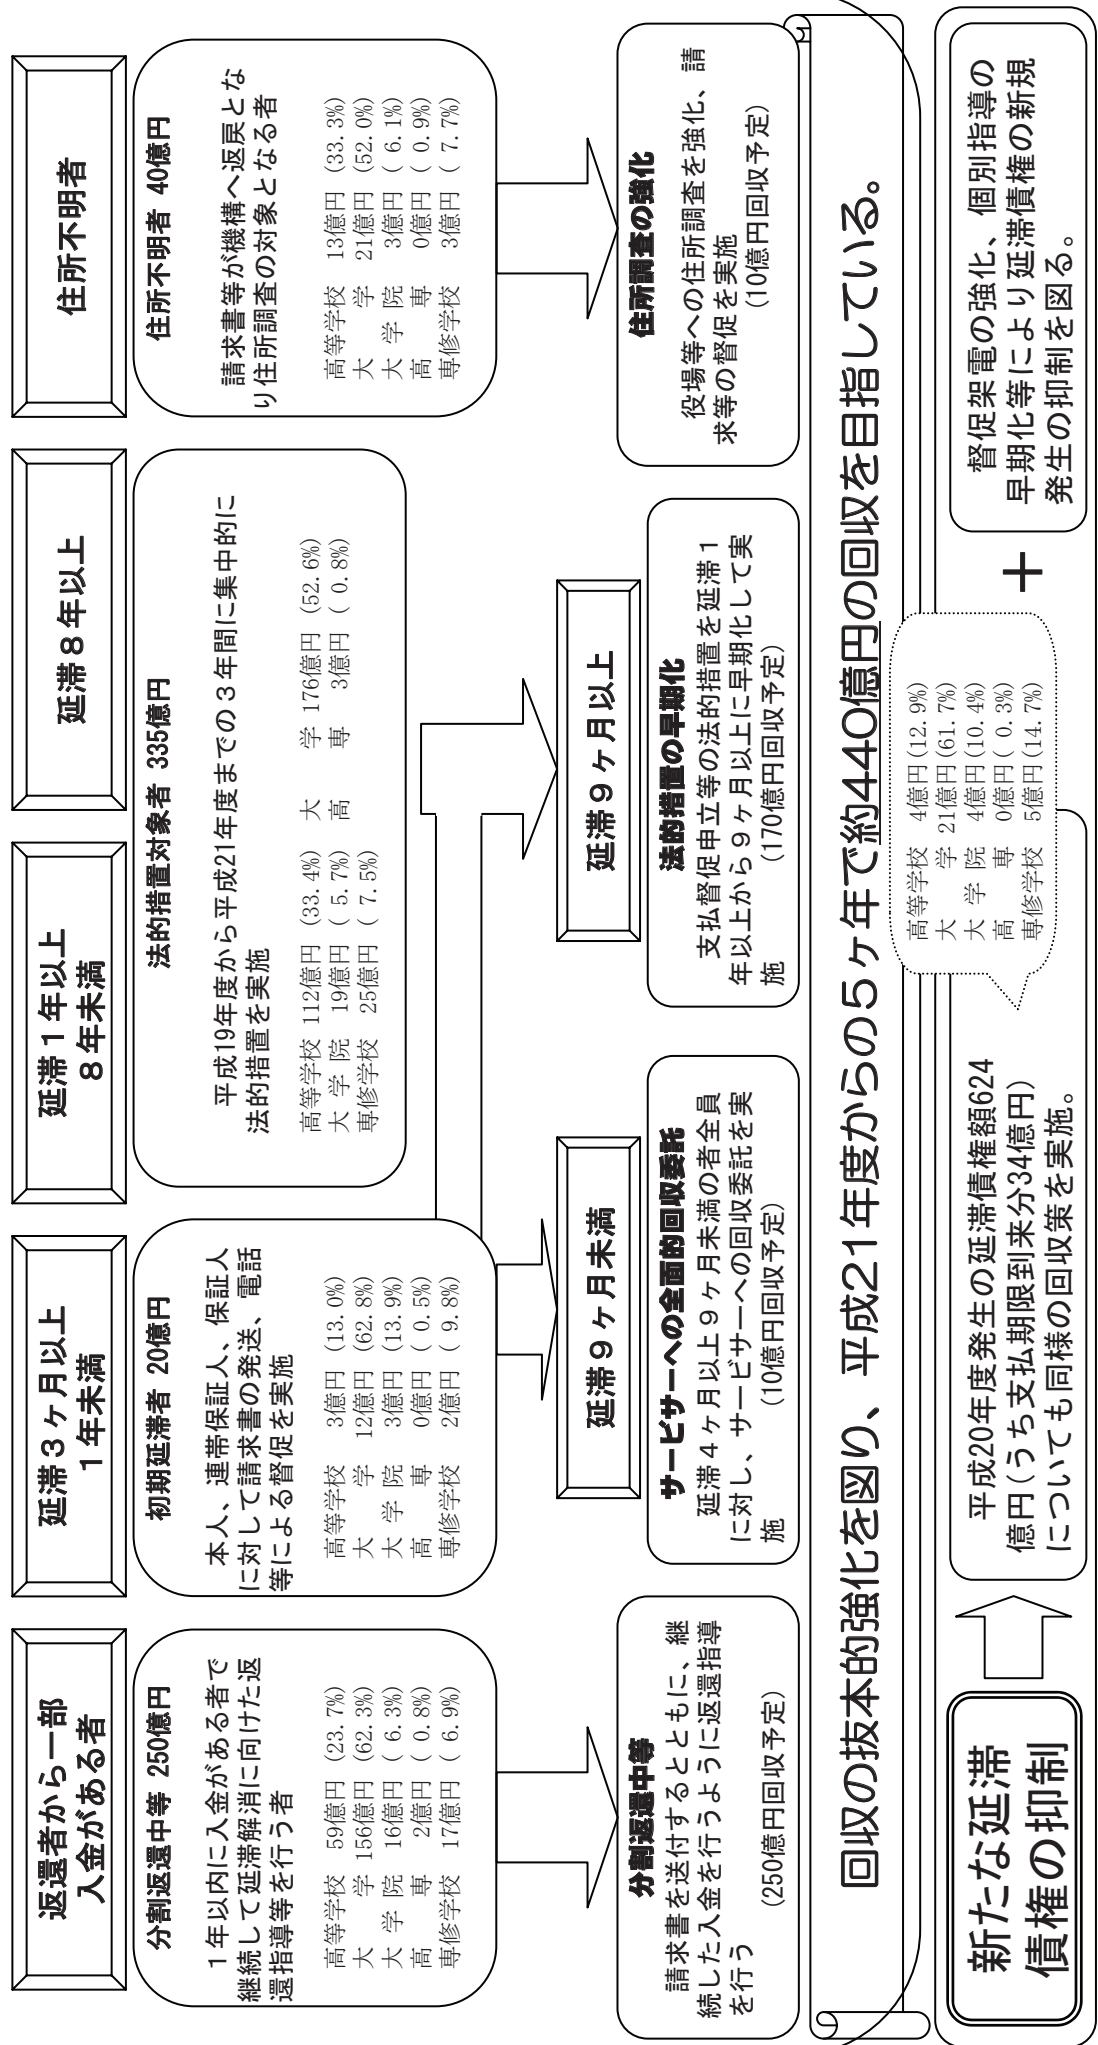 返還者から一部
入金がある者
延滞３ヶ月以上
１年未満
延滞１年以上
８年未満
延滞８年以上
住所不明者
分割返還中等 250億円
１年以内に入金がある者で
継続して延滞解消に向けた返
還指導等を行う者
高等学校 59億円 (23.7%)
大学 156億円 (62.3%)
大学院 16億円 ( 6.3%)
高専 2億円 ( 0.8%)
専修学校 17億円 ( 6.9%)
初期延滞者 20億円
本人、連帯保証人、保証人
に対して請求書の発送、電話
等による督促を実施
高等学校 3億円 (13.0%)
大学 12億円 (62.8%)
大学院 3億円 (13.9%)
高専 0億円 ( 0.5%)
専修学校 2億円 ( 9.8%)
法的措置対象者 335億円
平成19年度から平成21年度までの３年間に集中的に
法的措置を実施
高等学校 112億円 (33.4%) 大学 176億円 (52.6%)
大学院 19億円 ( 5.7%) 高専 3億円 ( 0.8%)
専修学校 25億円 ( 7.5%)
住所不明者 40億円
請求書等が機構へ返戻とな
り住所調査の対象となる者
高等学校 13億円 (33.3%)
大学 21億円 (52.0%)
大学院 3億円 ( 6.1%)
高専 0億円 ( 0.9%)
専修学校 3億円 ( 7.7%)
分割返還中等
請求書を送付するとともに、継
続した入金を行うように返還指導
を行う
(250億円回収予定)
延滞９ヶ月未満
サービサーへの全面的回収委託
延滞４ヶ月以上９ヶ月未満の者全員
に対し、サービサーへの回収委託を実
施 (10億円回収予定)
延滞９ヶ月以上
法的措置の早期化
支払督促申立等の法的措置を延滞１
年以上から９ヶ月以上に早期化して実
施 (170億円回収予定)
住所調査の強化
役場等への住所調査を強化、請
求等の督促を実施
(10億円回収予定)
回収の抜本的強化を図り、平成２１年度からの５ヶ年で約440億円の回収を目指している。
新たな延滞
債権の抑制
平成20年度発生の延滞債権額624
億円(うち支払期限到来分34億円)
についても同様の回収策を実施。
高等学校 4億円 (12.9%)
大学 21億円 (61.7%)
大学院 4億円 (10.4%)
高専 0億円 ( 0.3%)
専修学校 5億円 (14.7%)
＋
督促架電の強化、個別指導の
早期化等により延滞債権の新規
発生の抑制を図る。